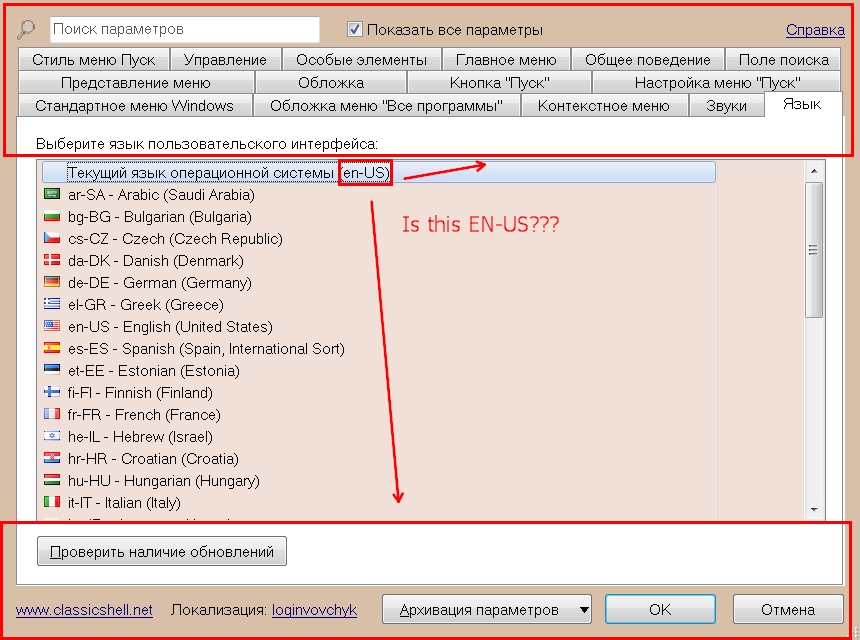 Поиск параметров
Показать все параметры
Справка
Стиль меню Пуск Управление Особые элементы Главное меню Общее поведение Поле поиска
Представление меню Обложка Кнопка "Пуск" Настройка меню "Пуск"
Стандартное меню Windows Обложка меню "Все программы" Контекстное меню Звуки Язык
Выберите язык пользовательского интерфейса:
Текущий язык операционной системы (en-US)
ar-SA - Arabic (Saudi Arabia)
bg-BG - Bulgarian (Bulgaria)
Is this EN-US???
cs-CZ - Czech (Czech Republic)
da-DK - Danish (Denmark)
de-DE - German (Germany)
el-GR - Greek (Greece)
en-US - English (United States)
es-ES - Spanish (Spain, International Sort)
et-EE - Estonian (Estonia)
fi-FI - Finnish (Finland)
fr-FR - French (France)
he-IL - Hebrew (Israel)
hr-HR - Croatian (Croatia)
hu-HU - Hungarian (Hungary)
it-IT - Italian (Italy)
Проверить наличие обновлений
www.classicshell.net Локализация: loginvovchyk Архивация параметров OK Отмена